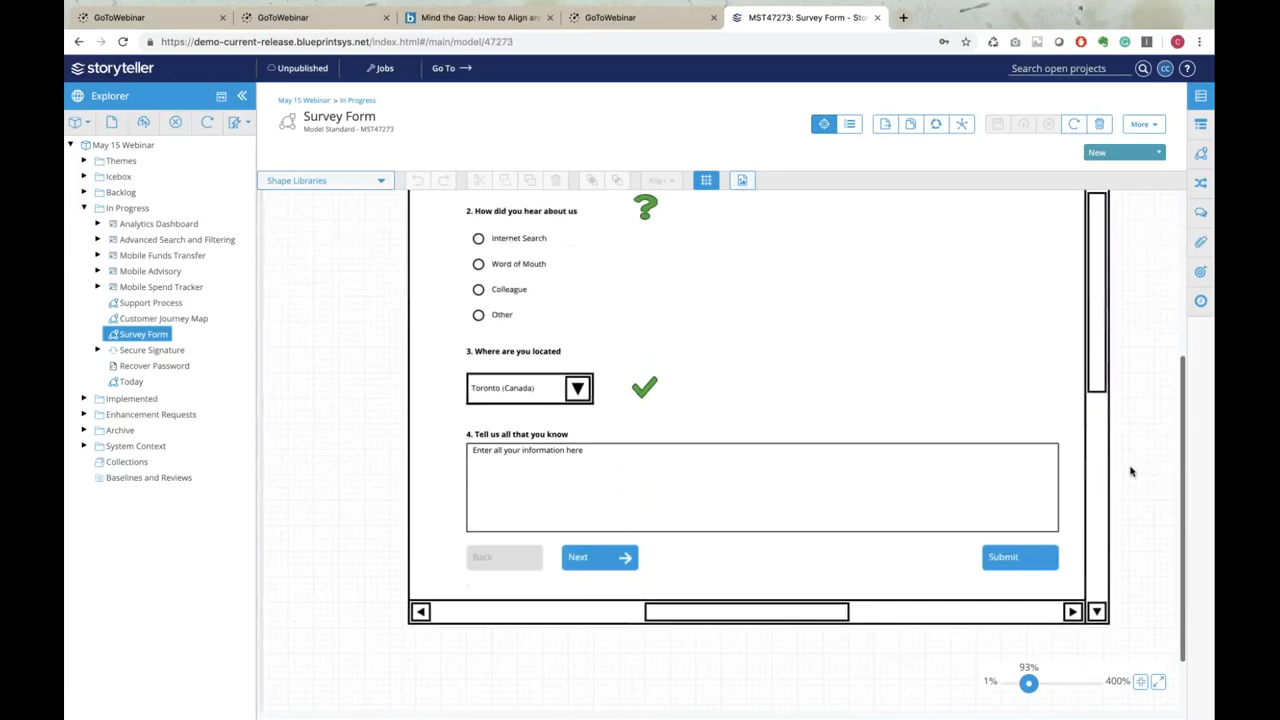 GoToWebinar
GoToWebinar
Mind the Gap: How to Align an
GoToWebinar
MST47273: Survey Form - Sto
https://demo-current-release.blueprintsys.net/index.html#/main/model/47273
C
storyteller
Unpublished
Jobs
Go To
Search open projects
CC
?
Explorer
May 15 Webinar > In Progress
Survey Form
Model Standard - MST47273
More
New
May 15 Webinar
Themes
Icebox
Backlog
In Progress
Analytics Dashboard
Advanced Search and Filtering
Mobile Funds Transfer
Mobile Advisory
Mobile Spend Tracker
Support Process
Customer Journey Map
Survey Form
Secure Signature
Recover Password
Today
Implemented
Enhancement Requests
Archive
System Context
Collections
Baselines and Reviews
Shape Libraries
Align
2. How did you hear about us
?
Internet Search
Word of Mouth
Colleague
Other
3. Where are you located
Toronto (Canada)
4. Tell us all that you know
Enter all your information here
Back
Next
Submit
93%
1%
400%